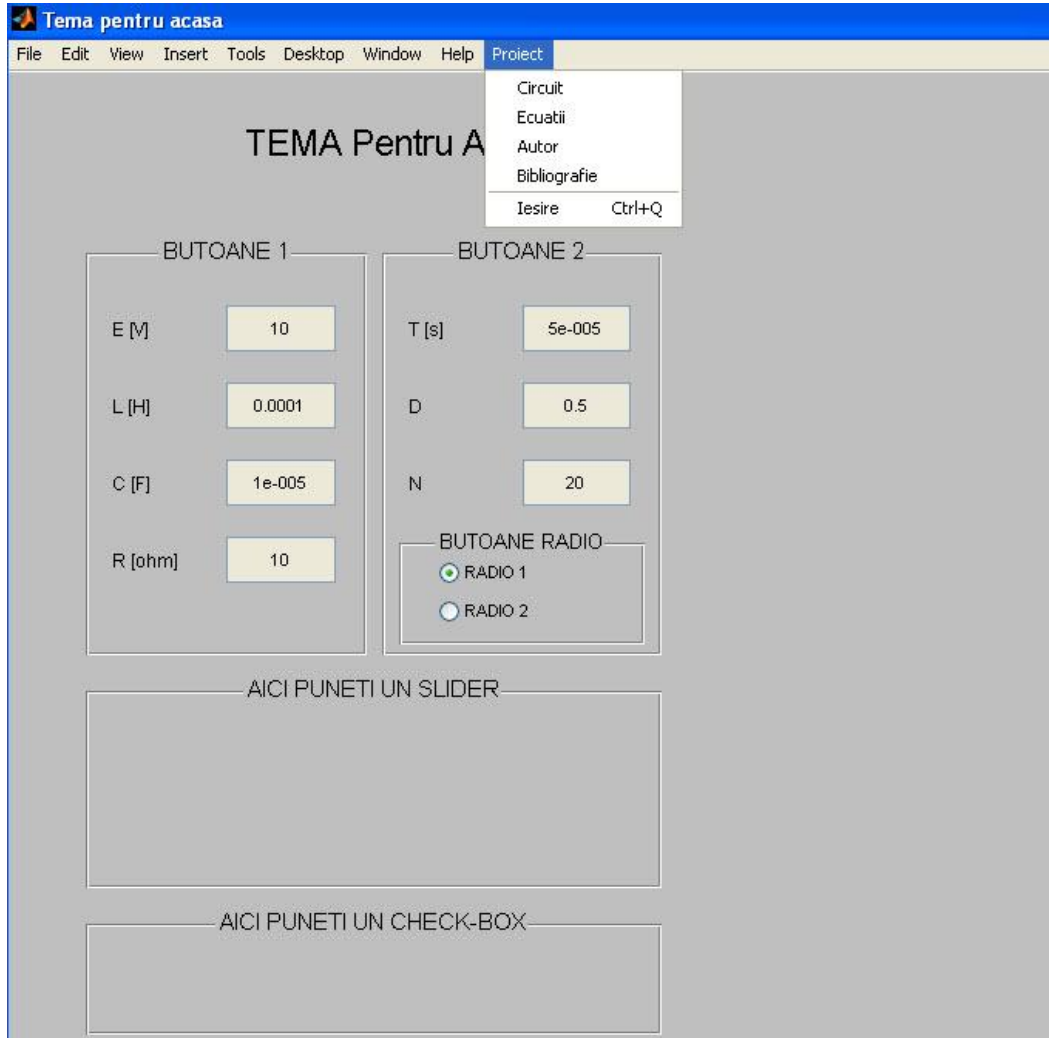 Tema pentru acasa
File Edit View Insert Tools Desktop Window Help Proiect
Circuit
Ecuatii
Autor
Bibliografie
Iesire Ctrl+Q
TEMA Pentru A
BUTOANE 1
E [V] 10
L [H] 0.0001
C [F] 1e-005
R [ohm] 10
BUTOANE 2
T [s] 5e-005
D 0.5
N 20
BUTOANE RADIO
RADIO 1
RADIO 2
AICI PUNETI UN SLIDER
AICI PUNETI UN CHECK-BOX